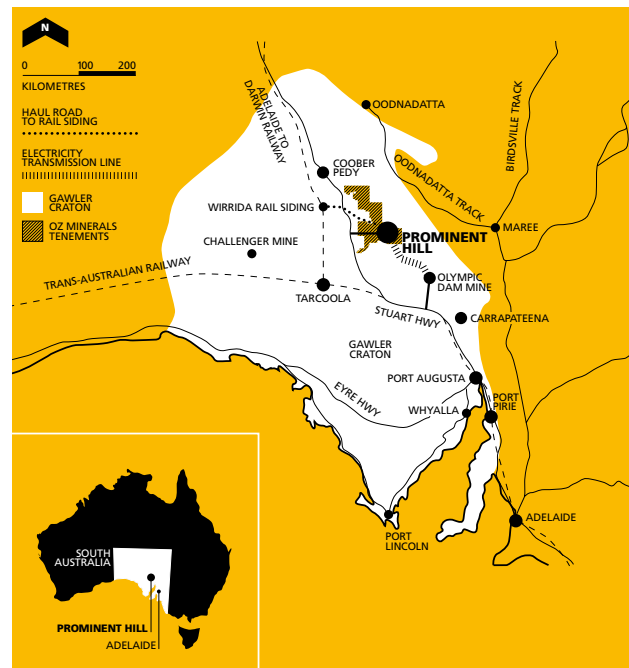 N
0 100 200
KILOMETRES
HAUL ROAD
TO RAIL SIDING
ELECTRICITY
TRANSMISSION LINE
GAWLER
CRATON
OZ MINERALS
TENEMENTS
ADELAIDE TO
DARWIN RAILWAY
OODNADATTA
COOBER
PEDY
OODNADATTA TRACK
BIRDSVILLE TRACK
WIRRIDA RAIL SIDING
MAREE
PROMINENT
HILL
CHALLENGER MINE
TRANS-AUSTRALIAN RAILWAY
OLYMPIC
DAM MINE
TARCOOLA
STUART HWY
CARRAPATEENA
GAWLER
CRATON
PORT AUGUSTA
EYRE HWY
WHYALLA
PORT
PIRIE
PORT
LINCOLN
ADELAIDE
SOUTH
AUSTRALIA
PROMINENT HILL
ADELAIDE